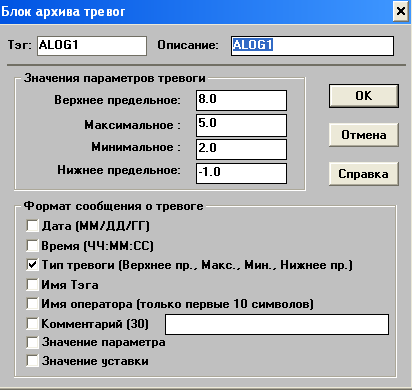 Блок архива тревог
Тэг: ALOG1 Описание: ALOG1
Значения параметров тревоги
Верхнее предельное: 8.0 OK
Максимальное : 5.0
Минимальное : 2.0 Отмена
Нижнее предельное: -1.0 Справка
Формат сообщения о тревоге
Дата (ММ/ДД/ГГ)
Время (ЧЧ:ММ:СС)
Тип тревоги (Верхнее пр., Макс., Мин., Нижнее пр.)
Имя Тэга
Имя оператора (только первые 10 символов)
Комментарий (30)
Значение параметра
Значение уставки